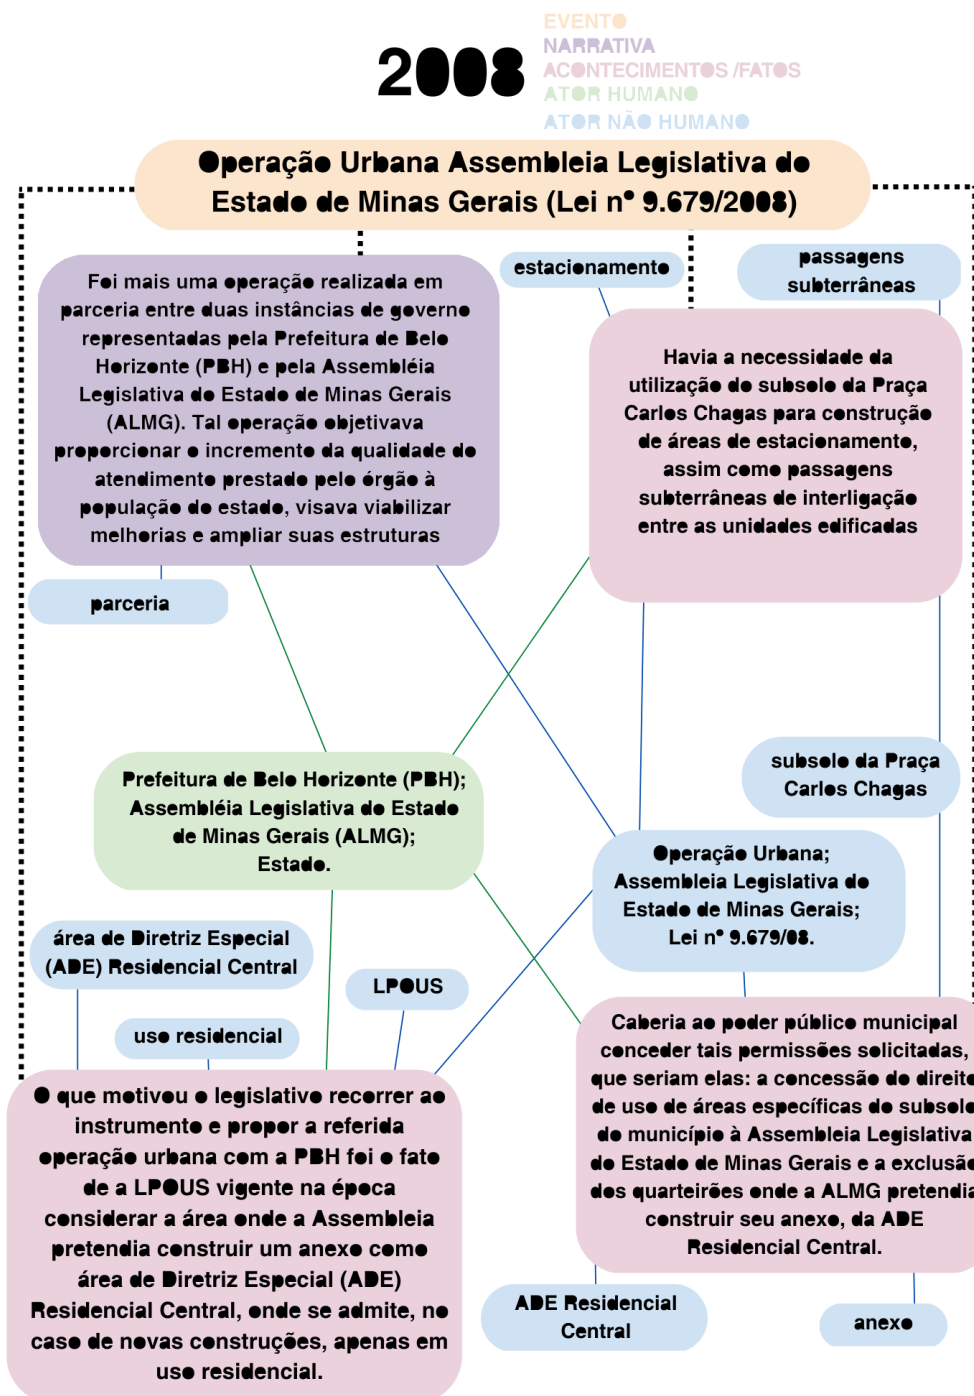 2008
EVENTO
NARRATIVA
ACONTECIMENTOS /FATOS
ATOR HUMANO
ATOR NÃO HUMANO
Operação Urbana Assembleia Legislativa do
Estado de Minas Gerais (Lei nº 9.679/2008)
Foi mais uma operação realizada em
parceria entre duas instâncias de governo
representadas pela Prefeitura de Belo
Horizonte (PBH) e pela Assembléia
Legislativa do Estado de Minas Gerais
(ALMG). Tal operação objetivava
proporcionar o incremento da qualidade do
atendimento prestado pelo órgão à
população do estado, visava viabilizar
melhorias e ampliar suas estruturas
estacionamento
passagens
subterrâneas
Havia a necessidade da
utilização do subsolo da Praça
Carlos Chagas para construção
de áreas de estacionamento,
assim como passagens
subterrâneas de interligação
entre as unidades edificadas
parceria
Prefeitura de Belo Horizonte (PBH);
Assembléia Legislativa do Estado
de Minas Gerais (ALMG);
Estado.
subsolo da Praça
Carlos Chagas
Operação Urbana;
Assembleia Legislativa do
Estado de Minas Gerais;
Lei nº 9.679/08.
área de Diretriz Especial
(ADE) Residencial Central
LPOUS
uso residencial
O que motivou o legislativo recorrer ao
instrumento e propor a referida
operação urbana com a PBH foi o fato
de a LPOUS vigente na época
considerar a área onde a Assembleia
pretendia construir um anexo como
área de Diretriz Especial (ADE)
Residencial Central, onde se admite, no
caso de novas construções, apenas em
uso residencial.
Caberia ao poder público municipal
conceder tais permissões solicitadas,
que seriam elas: a concessão do direito
de uso de áreas específicas do subsolo
do município à Assembleia Legislativa
do Estado de Minas Gerais e a exclusão
dos quarteirões onde a ALMG pretendia
construir seu anexo, da ADE
Residencial Central.
ADE Residencial
Central
anexo